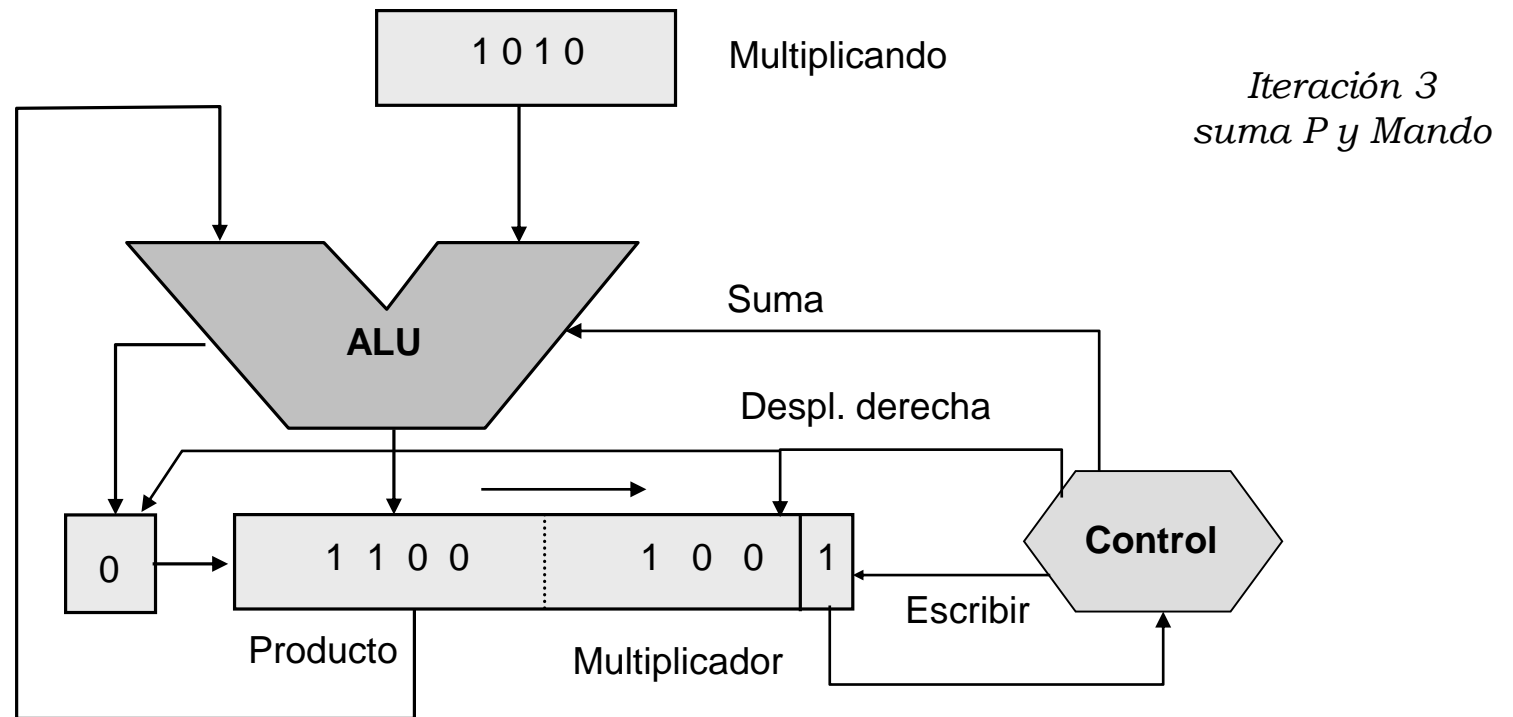 1 0 1 0
Multiplicando
Iteración 3
suma P y Mando
Suma
ALU
Despl. derecha
Control
0
1 1 0 0
1 0 0
1
Escribir
Producto
Multiplicador